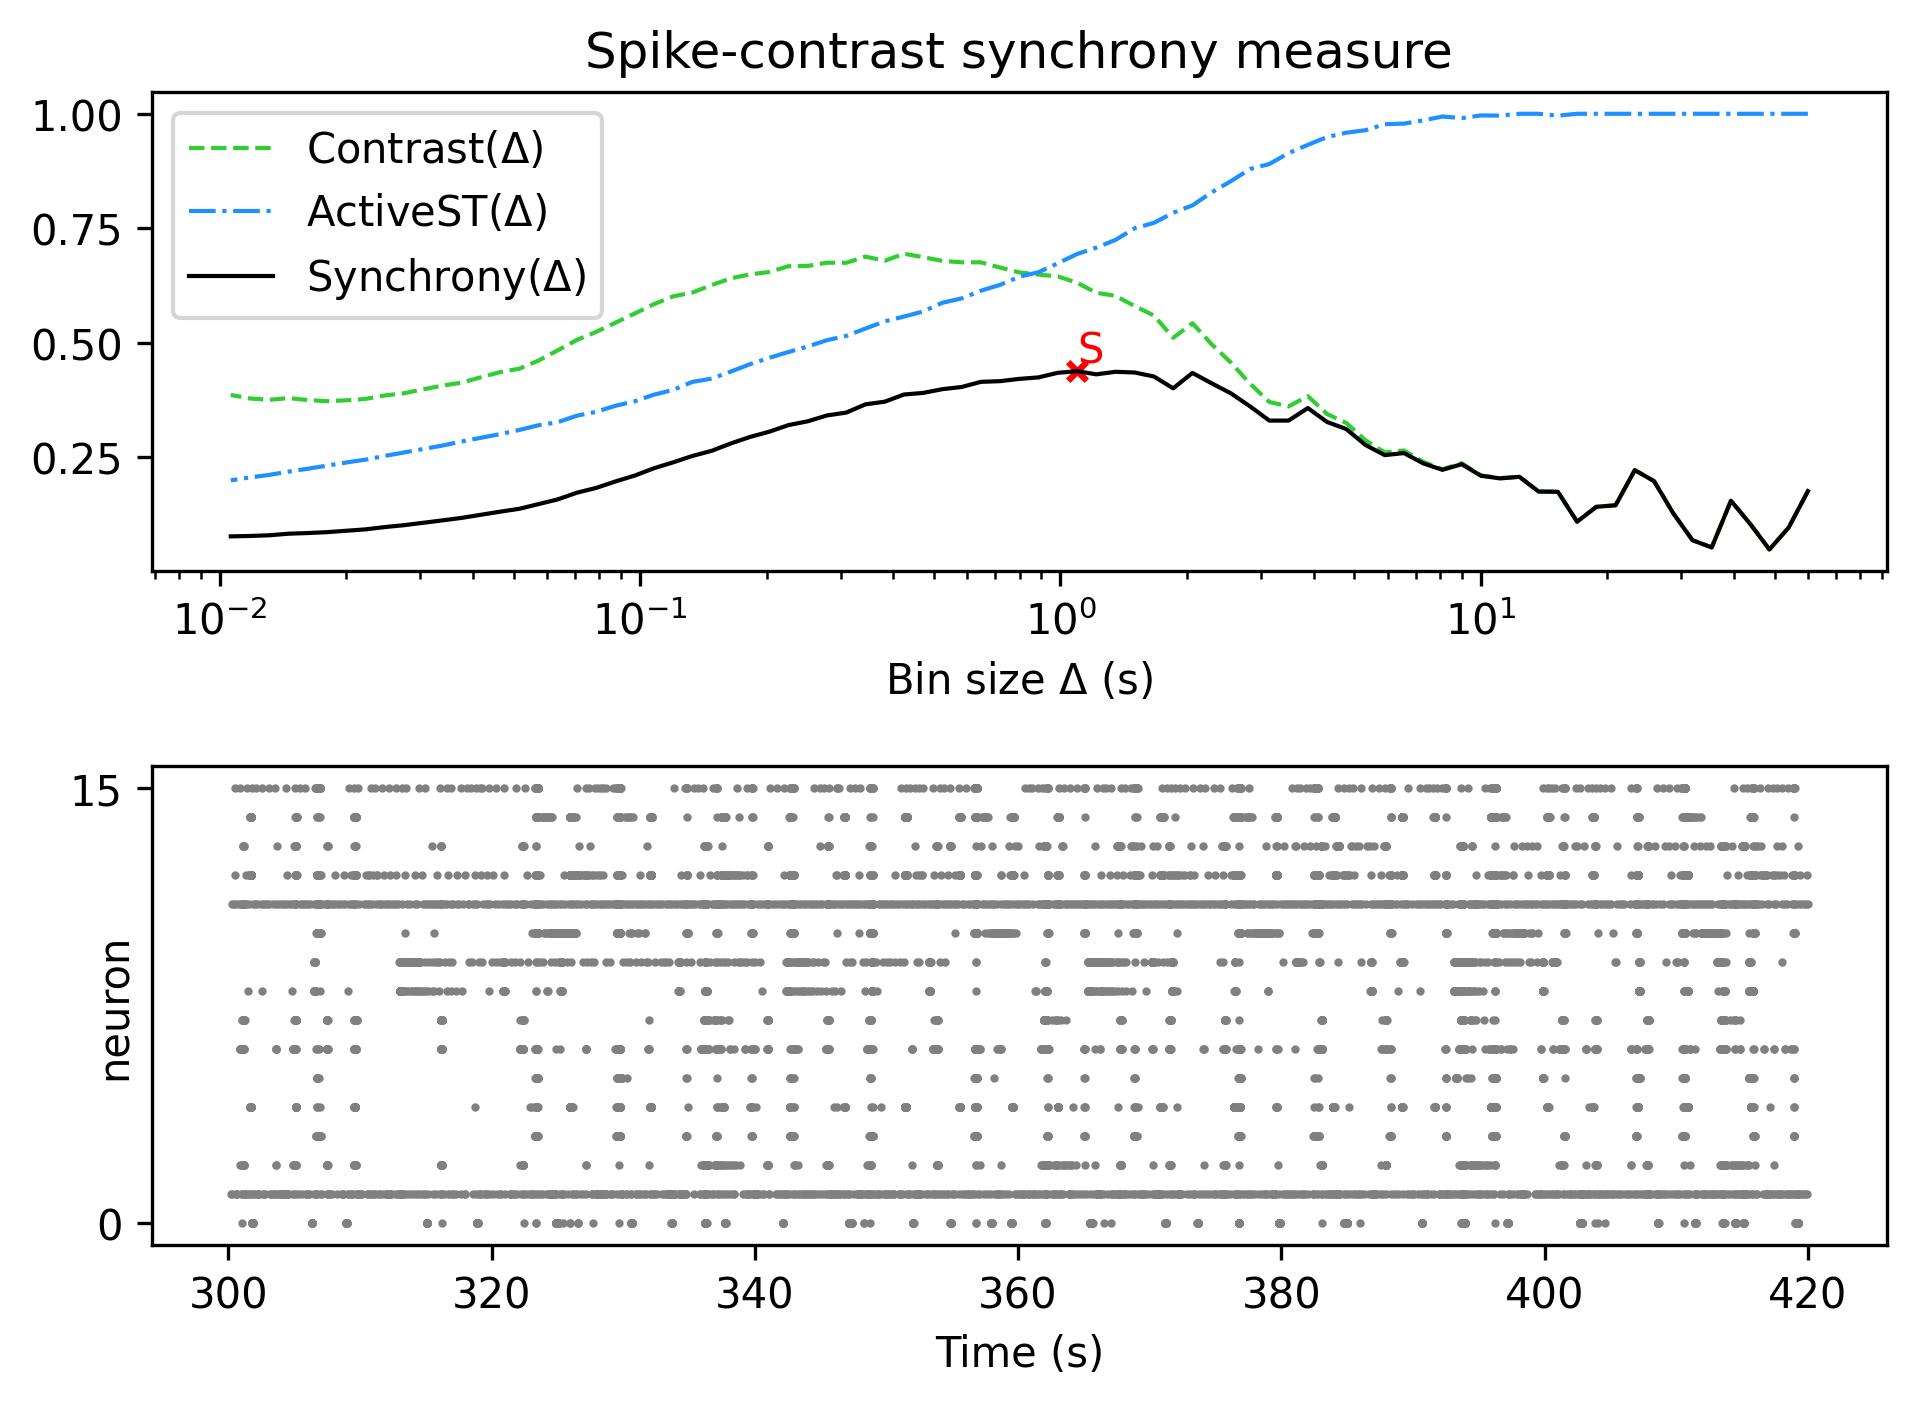 Spike-contrast synchrony measure
1.00
0.75
0.50
0.25
Contrast(Δ)
ActiveST(Δ)
Synchrony(Δ)
S
10⁻² 10⁻¹ 10⁰ 10¹
Bin size Δ (s)
15
0
neuron
300 320 340 360 380 400 420
Time (s)